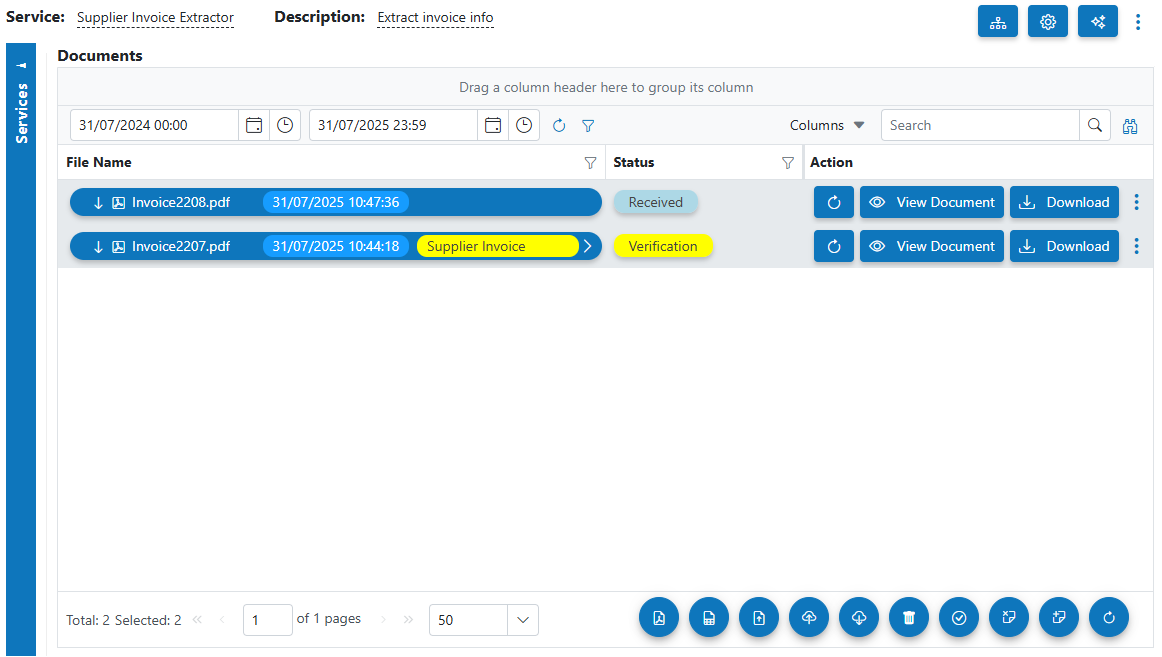 Service: Supplier Invoice Extractor Description: Extract invoice info
Services
Documents
Drag a column header here to group its column
31/07/2024 00:00 31/07/2025 23:59 Columns Search
File Name Status Action
Invoice2208.pdf 31/07/2025 10:47:36 Received View Document Download
Invoice2207.pdf 31/07/2025 10:44:18 Supplier Invoice Verification View Document Download
Total: 2 Selected: 2 1 of 1 pages 50